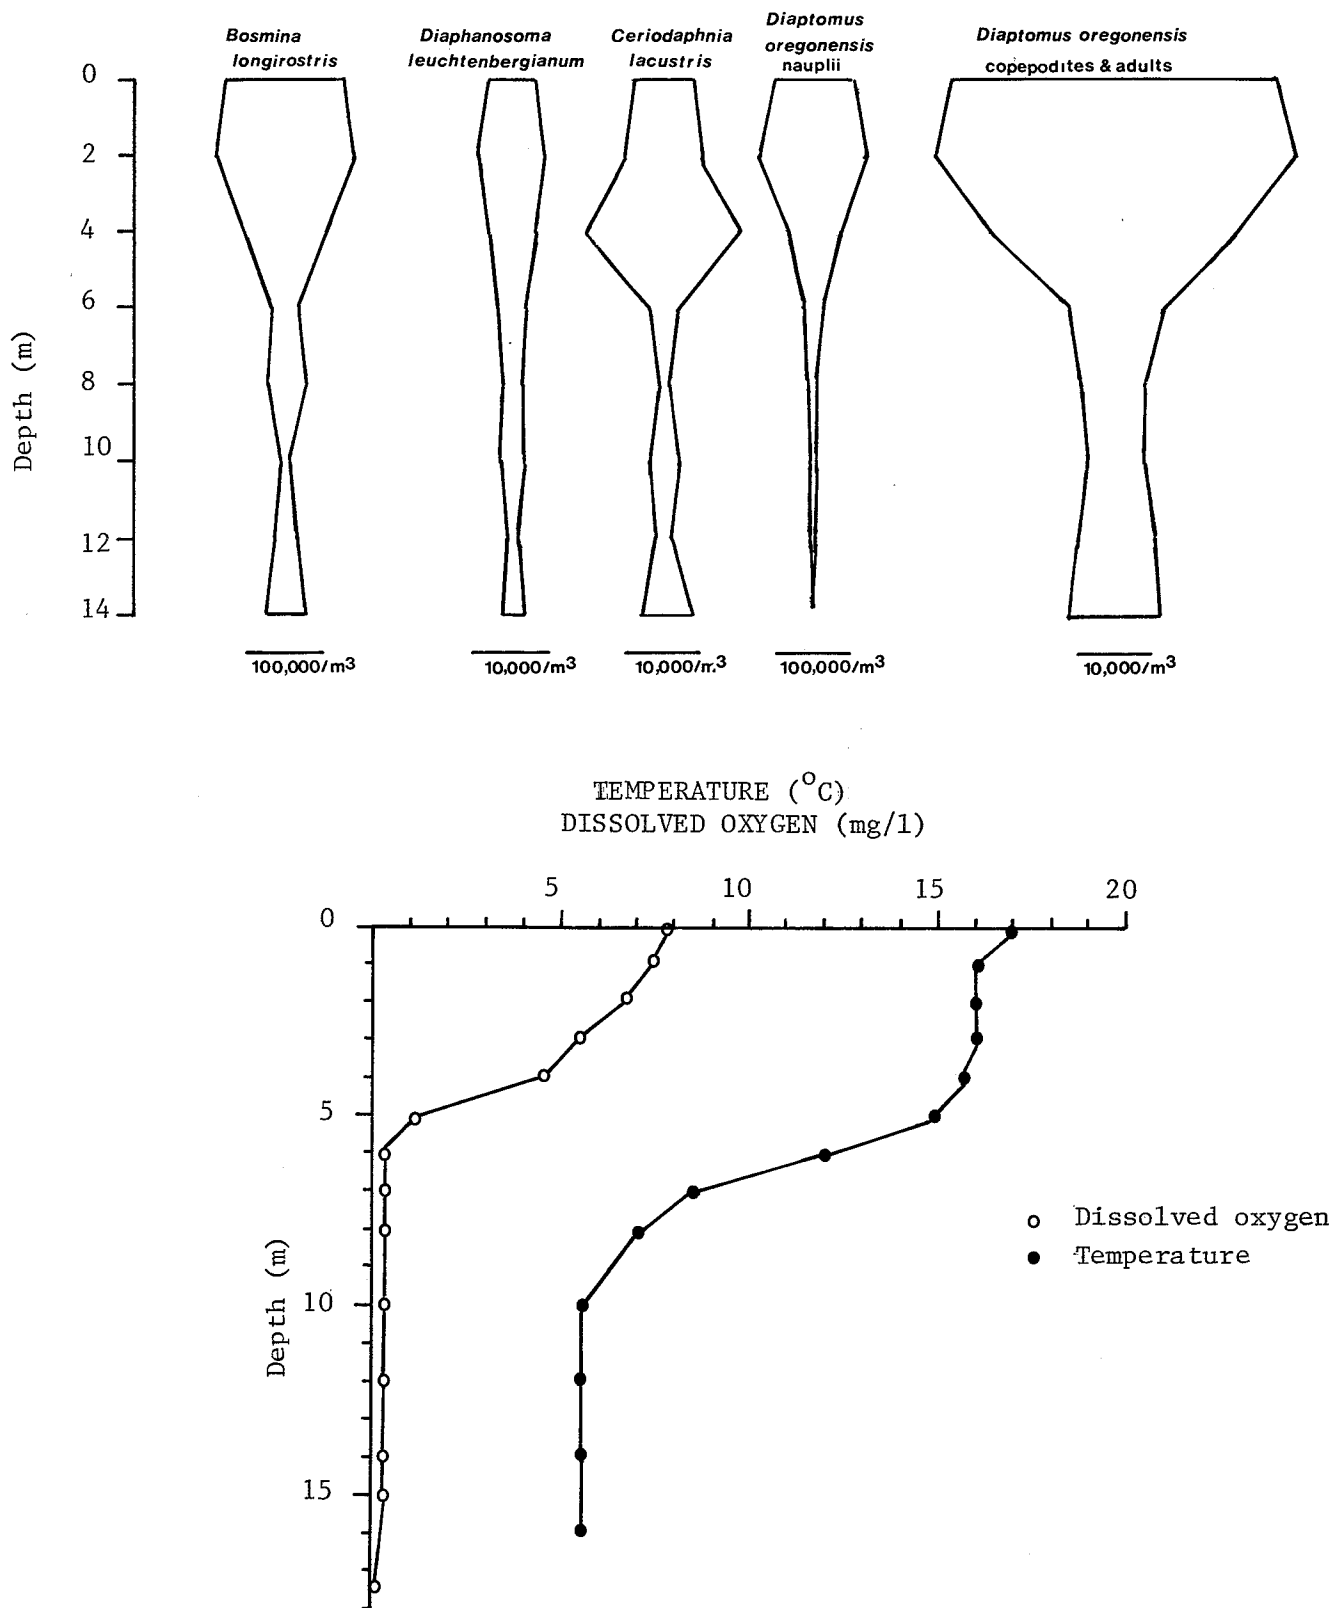 Bosmina
longirostris
Diaphanosoma
leuchtenbergianum
Ceriodaphnia
lacustris
Diaptomus
oregonensis
nauplii
Diaptomus oregonensis
copepodites & adults
0
2
4
6
8
10
12
14
Depth (m)
100,000/m³
10,000/m³
10,000/m³
100,000/m³
10,000/m³
TEMPERATURE (°C)
DISSOLVED OXYGEN (mg/l)
5 10 15 20
0
5
10
15
Depth (m)
Dissolved oxygen
Temperature